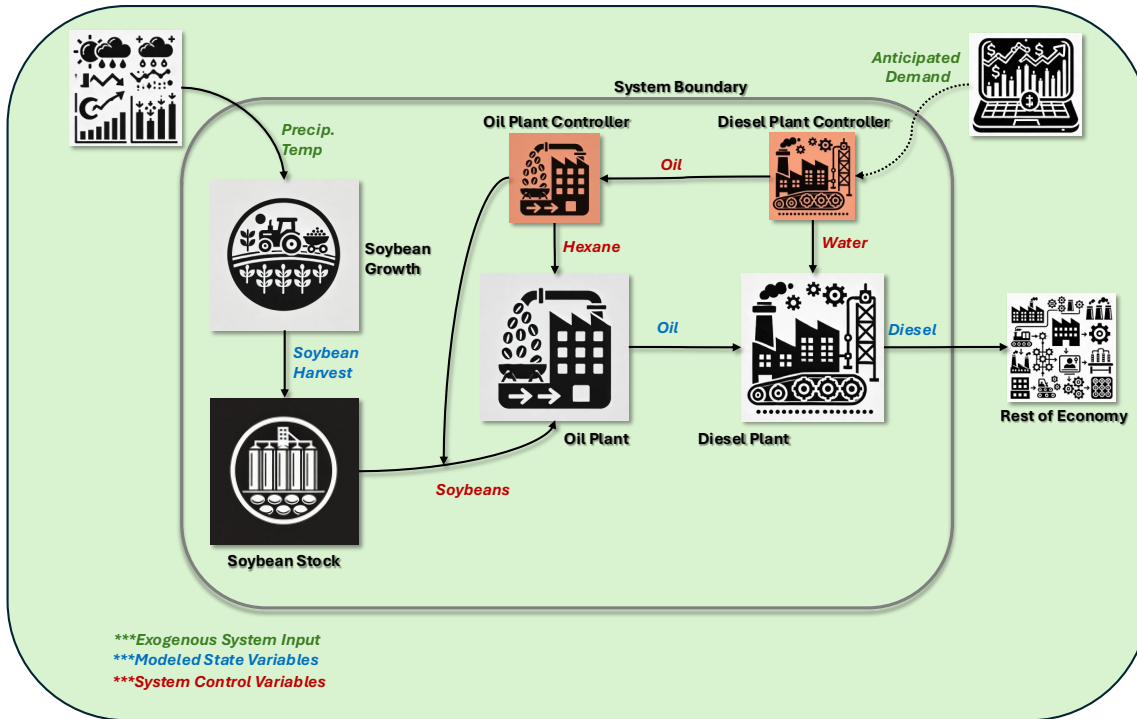 Anticipated
Demand
System Boundary
Precip.
Temp
Oil Plant Controller
Diesel Plant Controller
Oil
Hexane
Water
Soybean
Growth
Oil
Diesel
Soybean
Harvest
Rest of Economy
Oil Plant
Diesel Plant
Soybeans
Soybean Stock
***Exogenous System Input
***Modeled State Variables
***System Control Variables